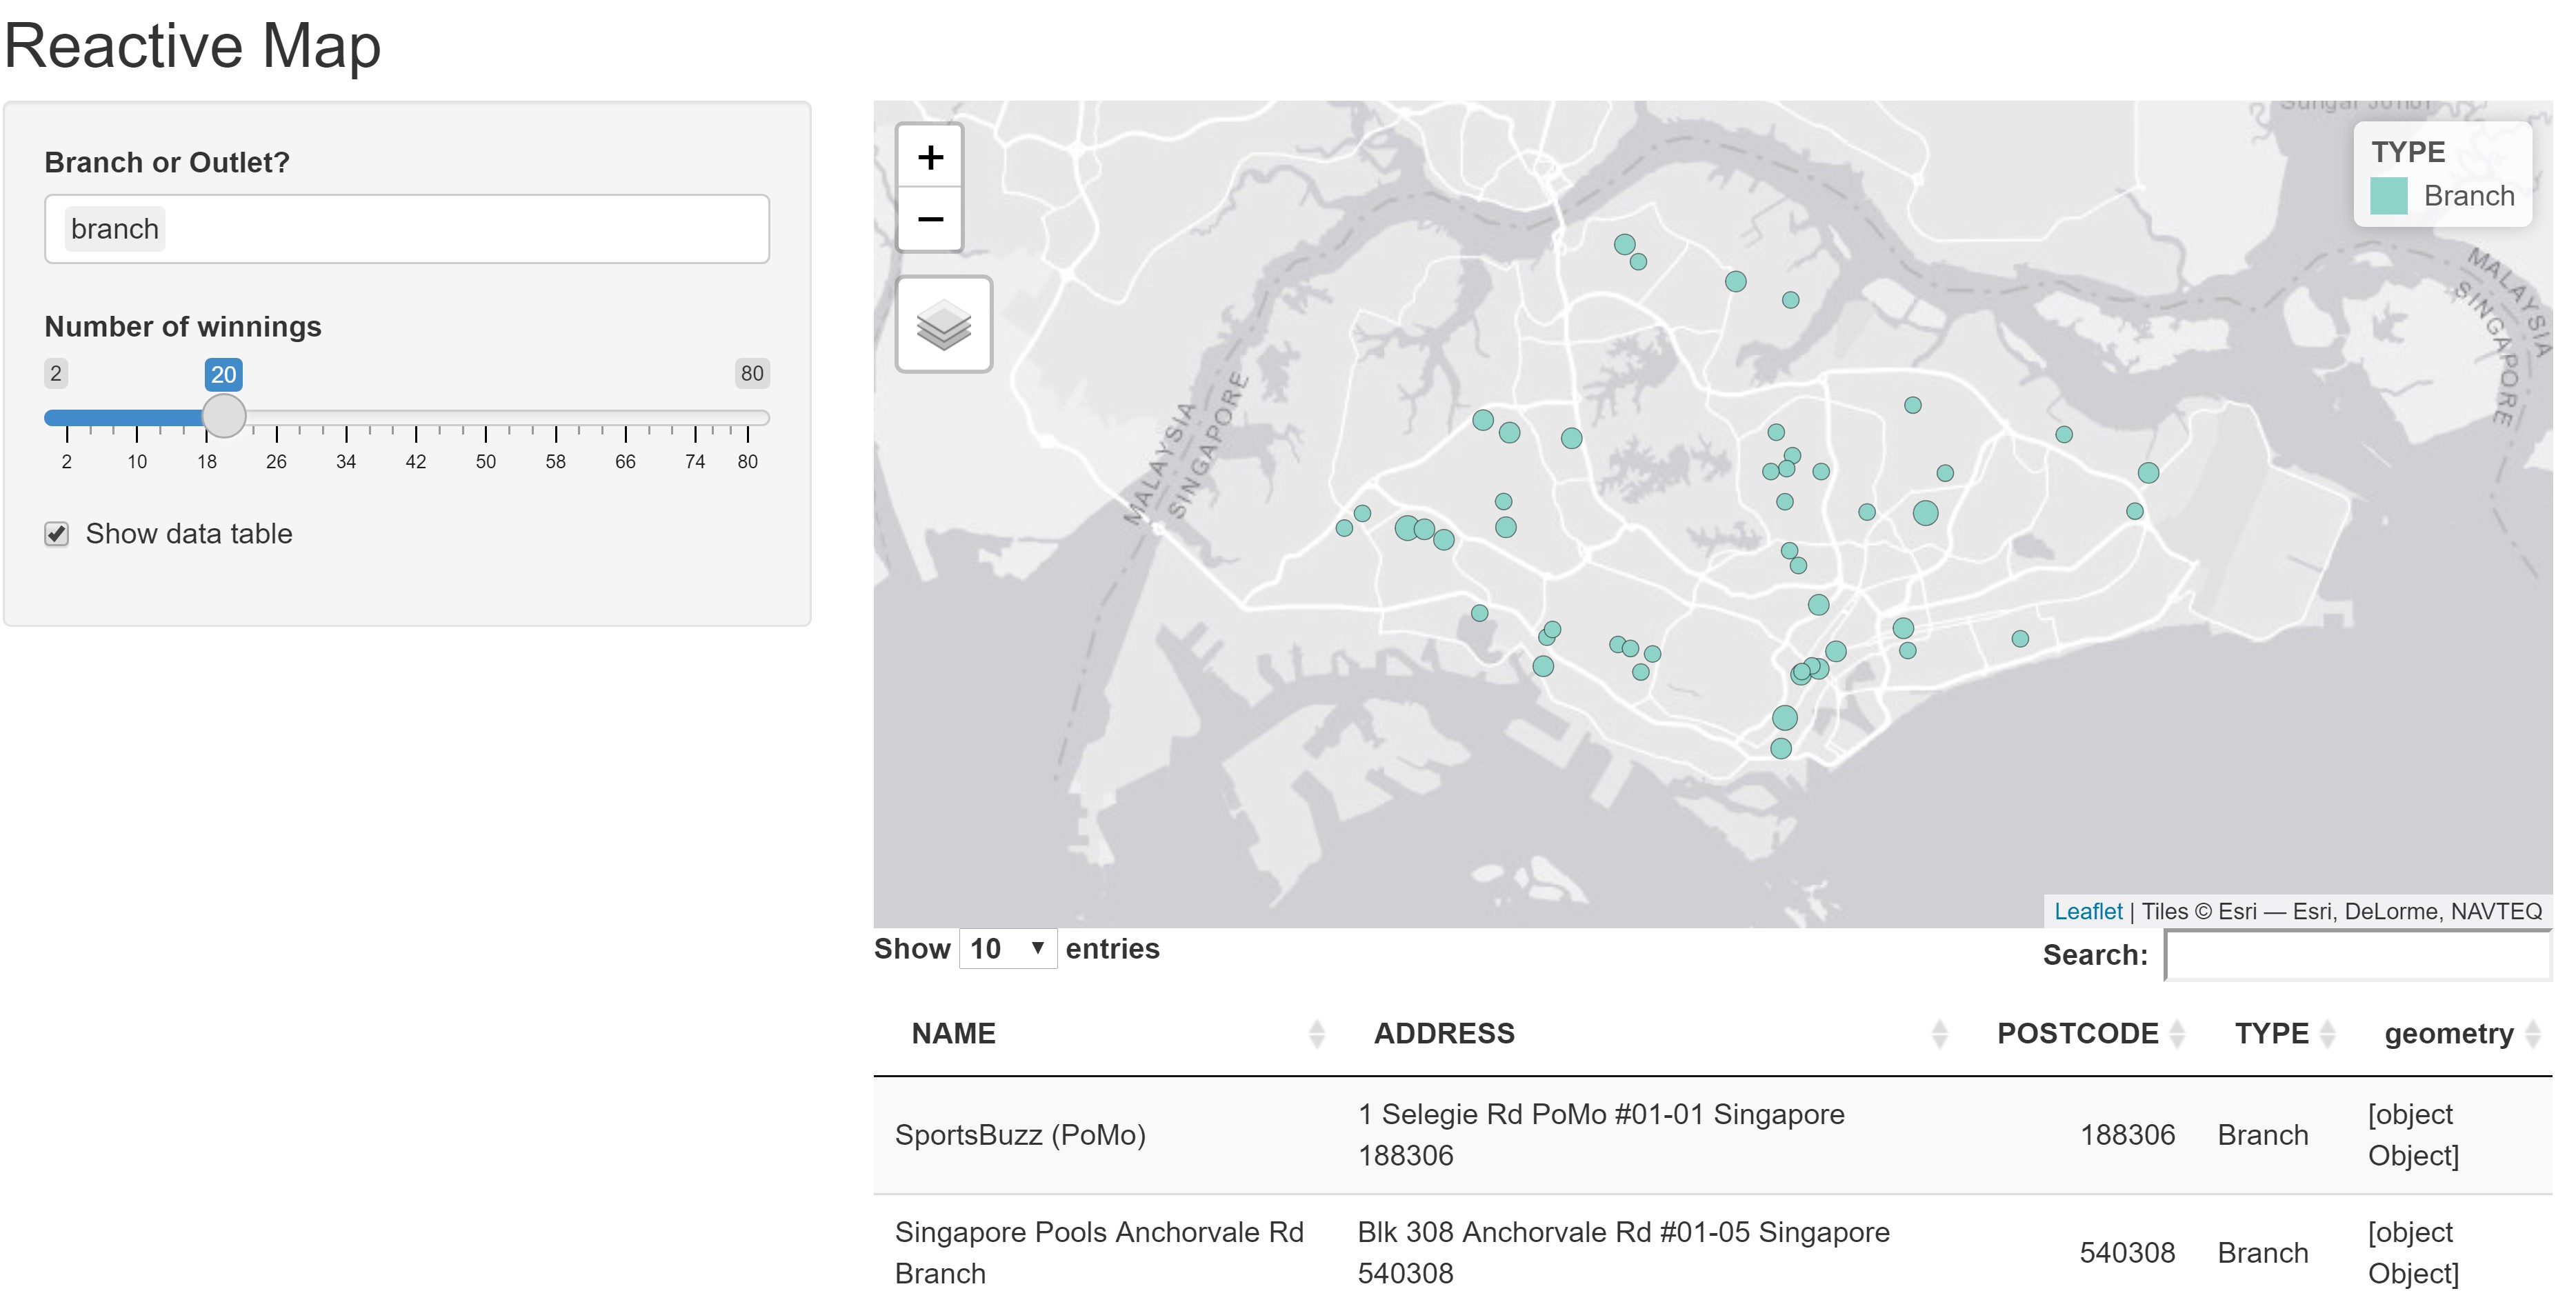 Reactive Map
Branch or Outlet?
branch
Number of winnings
2
20
80
2 10 18 26 34 42 50 58 66 74 80
Show data table
+
−
TYPE
Branch
MALAYSIA
SINGAPORE
MALAYSIA
SINGAPORE
Leaflet | Tiles © Esri — Esri, DeLorme, NAVTEQ
Show 10 entries
Search:
NAME ADDRESS POSTCODE TYPE geometry
SportsBuzz (PoMo) 1 Selegie Rd PoMo #01-01 Singapore 188306 Branch [object
188306 Object]
Singapore Pools Anchorvale Rd Blk 308 Anchorvale Rd #01-05 Singapore 540308 Branch [object
Branch 540308 Object]